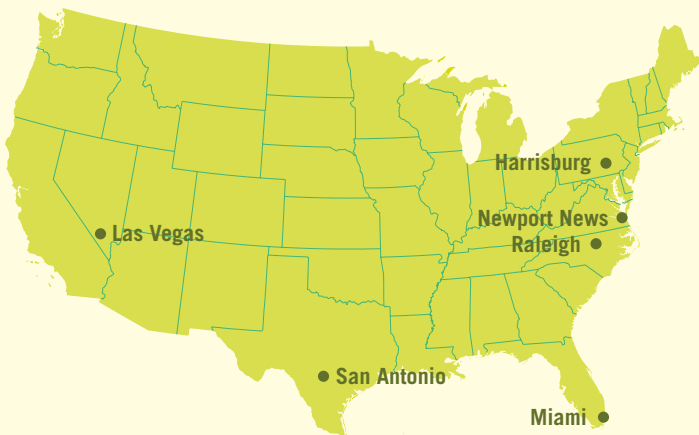 Harrisburg
Newport News
Las Vegas
Raleigh
San Antonio
Miami